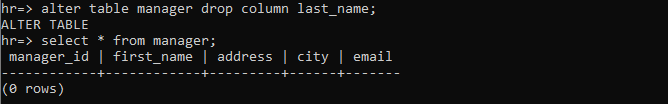 hr=> alter table manager drop column last_name;
ALTER TABLE
hr=> select * from manager;
 manager_id | first_name | address | city | email
------------+------------+---------+------+-------
(0 rows)